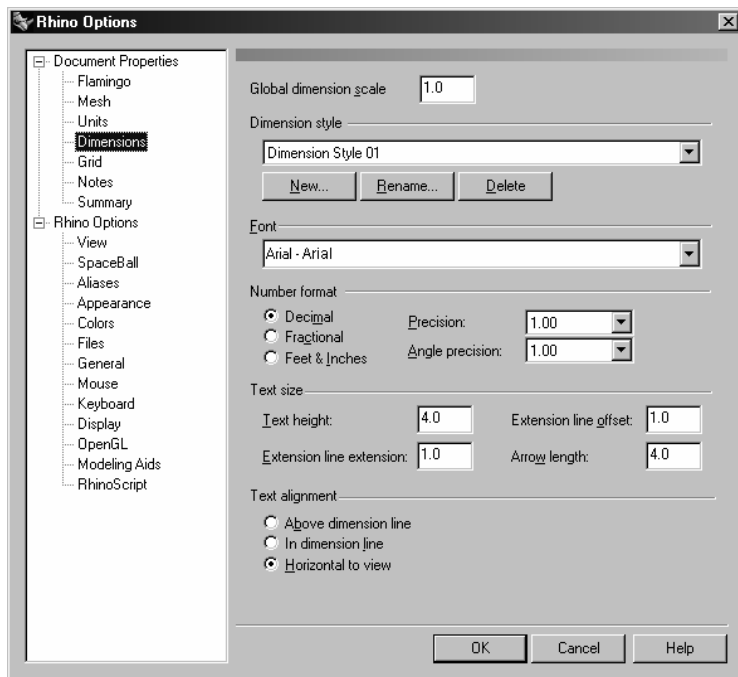 Rhino Options
Document Properties
Flamingo
Mesh
Units
Dimensions
Grid
Notes
Summary
Rhino Options
View
SpaceBall
Aliases
Appearance
Colors
Files
General
Mouse
Keyboard
Display
OpenGL
Modeling Aids
RhinoScript
Global dimension scale 1.0
Dimension style
Dimension Style 01
New... Rename... Delete
Font
Arial - Arial
Number format
Decimal Precision: 1.00
Fractional
Feet & Inches Angle precision: 1.00
Text size
Text height: 4.0 Extension line offset: 1.0
Extension line extension: 1.0 Arrow length: 4.0
Text alignment
Above dimension line
In dimension line
Horizontal to view
OK Cancel Help